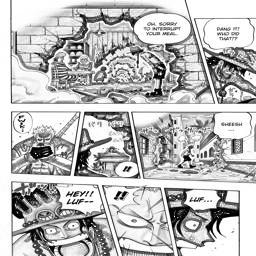 OH, SORRY
TO INTERRUPT
YOUR MEAL.
DANG IT!
WHO DID
THAT!?
SHEESH
...
HEY!!
LUF—
!!
LUF...